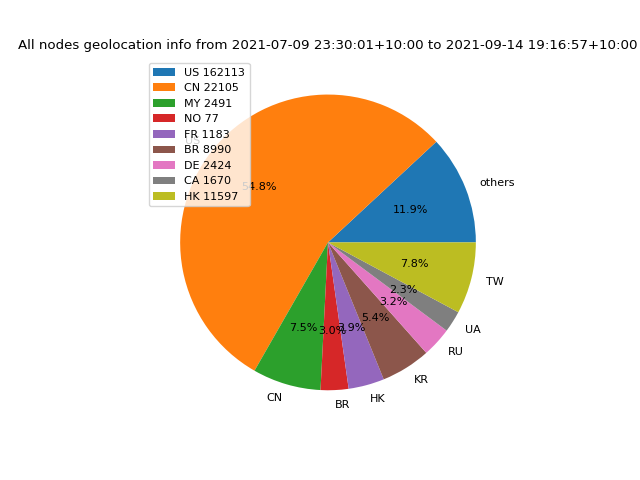 All nodes geolocation info from 2021-07-09 23:30:01+10:00 to 2021-09-14 19:16:57+10:00
US 162113
CN 22105
MY 2491
NO 77
FR 1183
BR 8990
DE 2424
CA 1670
HK 11597
US
54.8%
others
11.9%
7.8%
TW
2.3%
3.2%
5.4%
3.9%
3.0%
7.5%
UA
RU
KR
HK
BR
CN